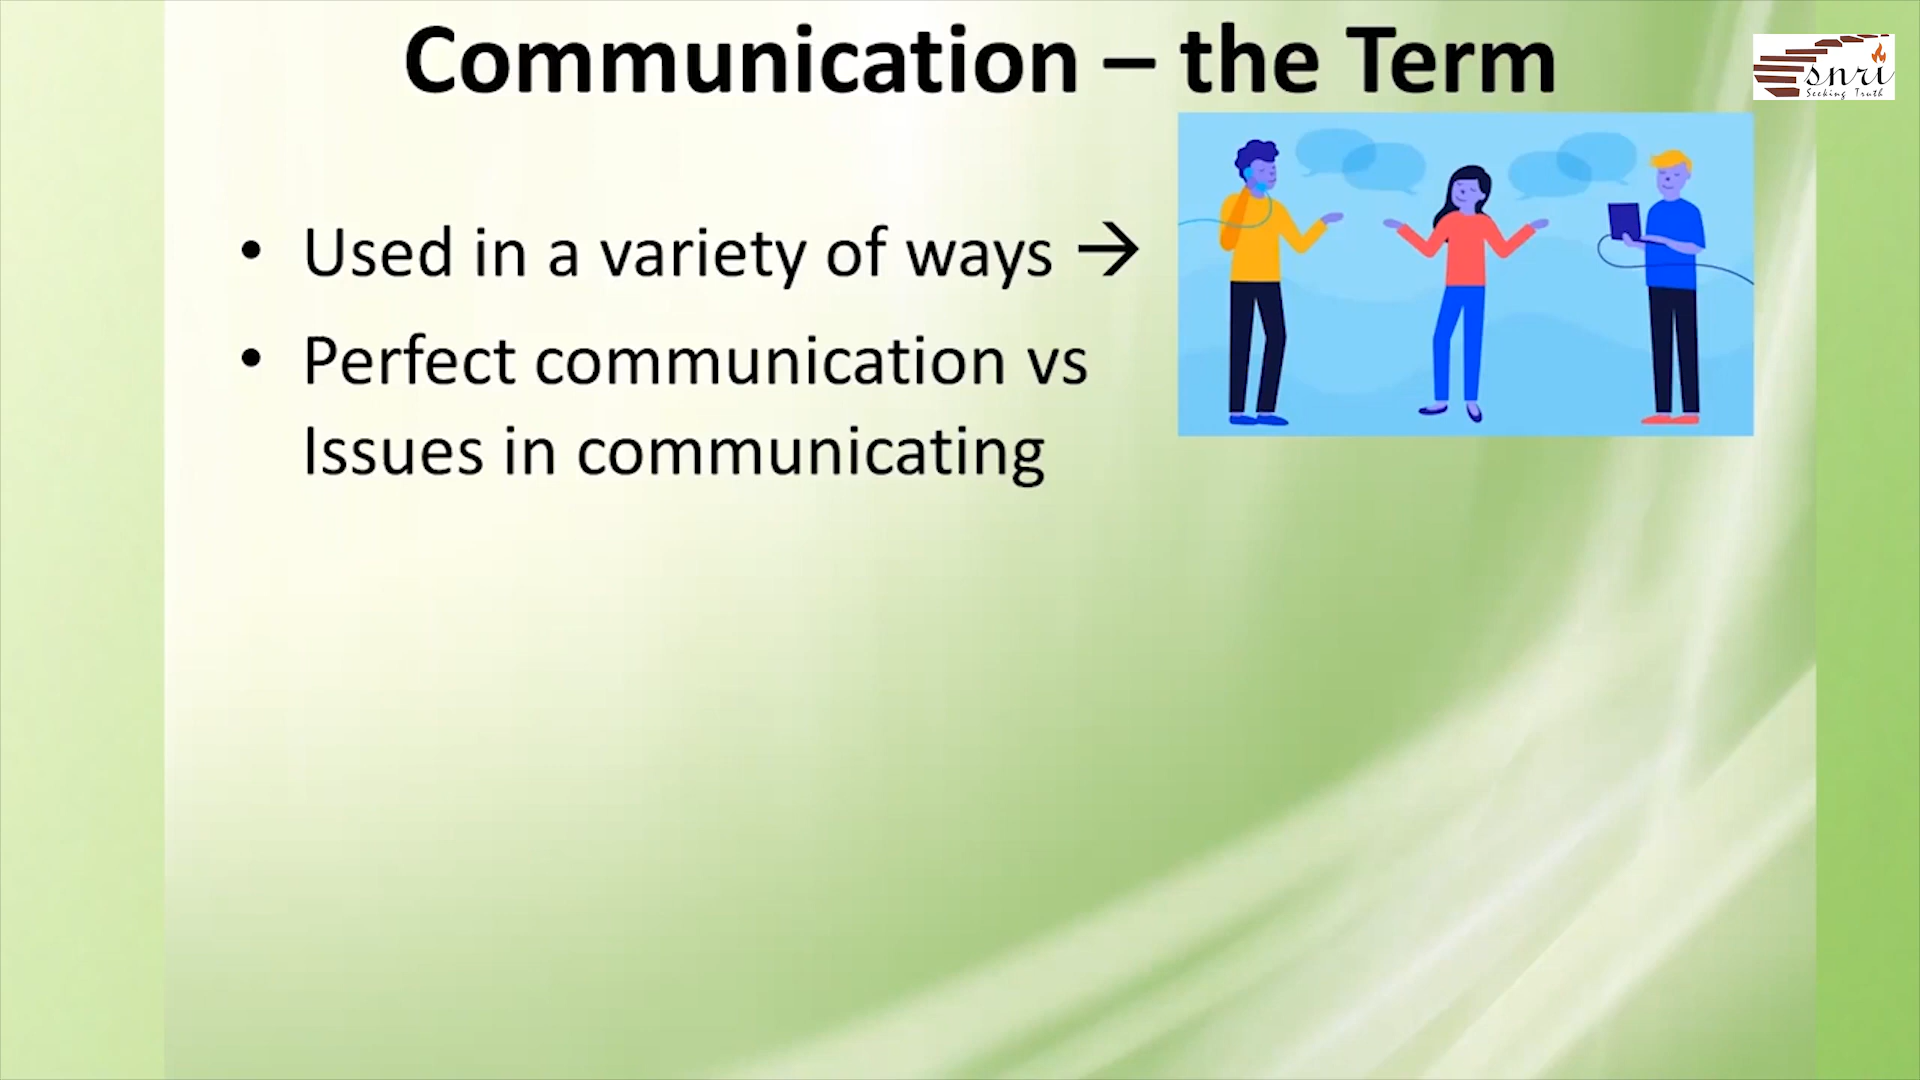 Communication – the Term
snri
Seeking Truth
• Used in a variety of ways →
• Perfect communication vs
Issues in communicating